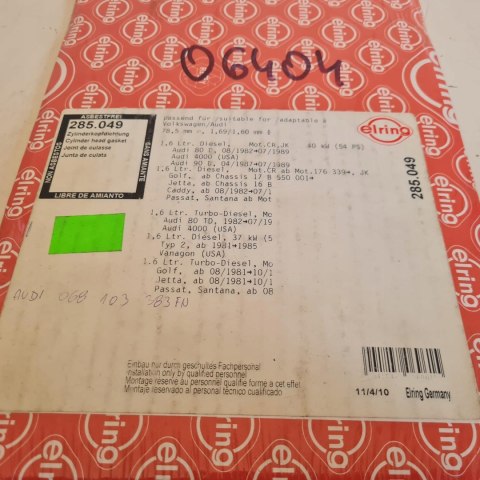 06404
elring
ASBESTFREI
285.049
Zylinderkopfdichtung
Cylinder head gasket
Joint de culasse
Junta de culata
LIBRE DE AMIANTO
SANS AMIANTE
ASBESTOS NON
passend für /suitable for /adaptable à
Volkswagen/Audi
78,5 mm
1,6 Ltr. Diesel, Mot.CR,JK 40 kW (54 PS)
Audi 80 D, 08/1982→07/1989
Audi 4000 (USA)
Audi 90 D, 04/1987→07/1989
1,6 Ltr. Diesel, Mot.CR ab Mot.176 339→, JK
Golf, ab Chassis 17 B 550 001→
Jetta, ab Chassis 16 B
Caddy, ab 08/1982→
Passat, Santana ab Mot
1,6 Ltr. Turbo-Diesel, Mo
Audi 80 TD, 1982→07/19
Audi 4000 (USA)
1,6 Ltr. Diesel, 37 kW (5
Typ 2, ab 1981→1985
Vanagon (USA)
1.6 Ltr. Turbo-Diesel, Mo
Golf, ab 08/1981→10/1
Jetta, ab 08/1981→10/1
Passat, Santana, ab 08
elring
285.049
AUDI 068 103 383 FN
Einbau nur durch geschultes Fachpersonal
Installation only by qualified personnel
Montage réservé au personnel qualifié forme à cet effet
Montaje reservado al personal técnico cualificado
11/4/10
Elring Germany